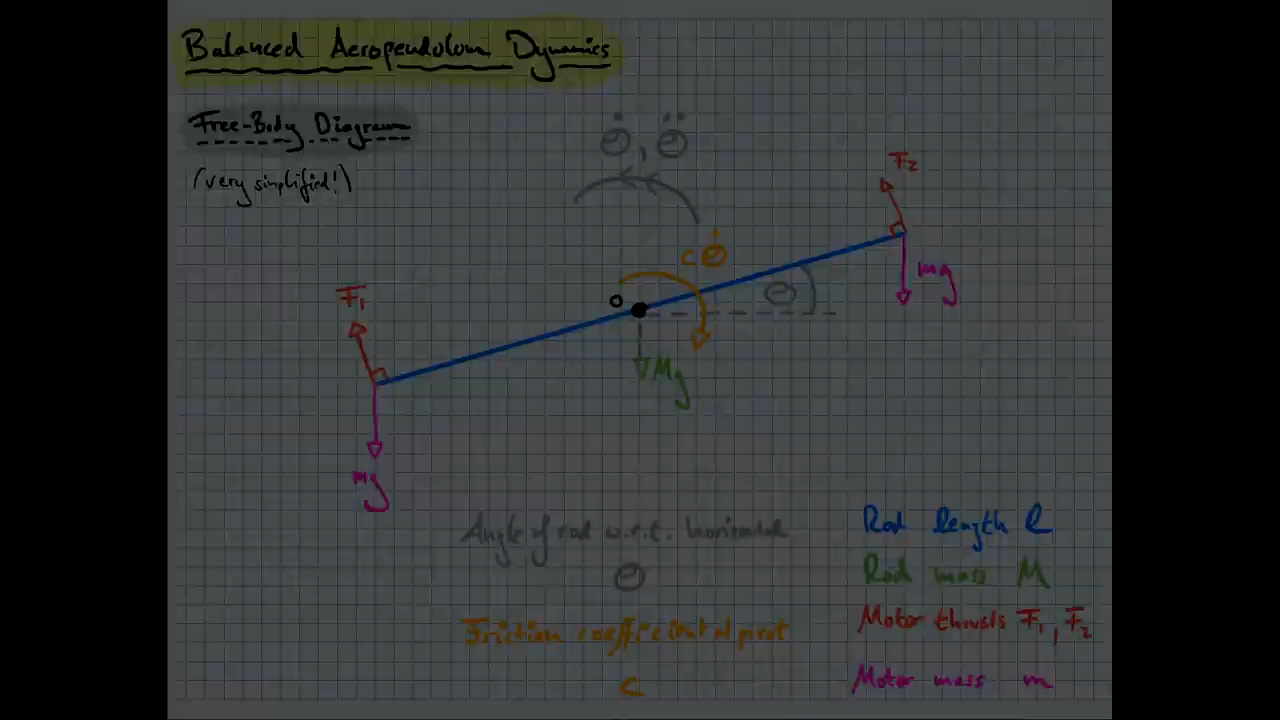 Balanced Aeropendulum Dynamics
Free-Body Diagram
(very simplified!)
Θ̇, Θ̈
F₂
cΘ̇
mg
Θ
O
F₁
Mg
mg
Angle of rod w.r.t. horizontal
Θ
Friction coefficient at pivot
c
Rod length l
Rod mass M
Motor thrusts F₁, F₂
Motor mass m